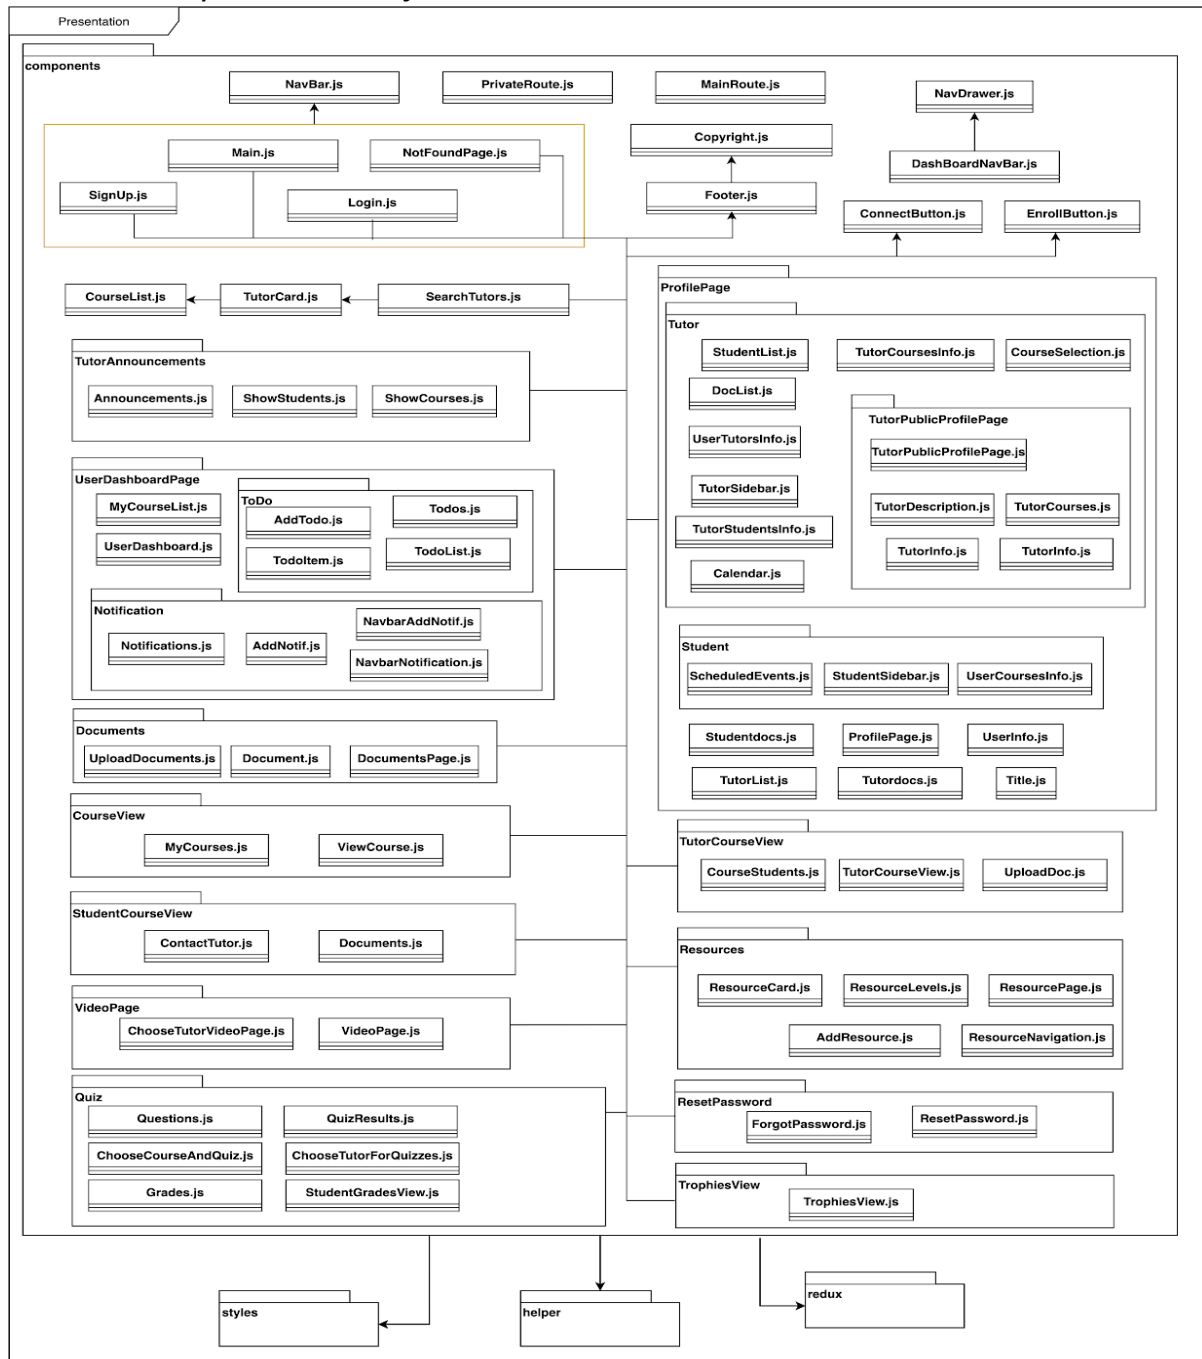 Presentation
components
NavBar.js
PrivateRoute.js
MainRoute.js
NavDrawer.js
Copyright.js
Main.js
NotFoundPage.js
DashBoardNavBar.js
SignUp.js
Login.js
Footer.js
ConnectButton.js
EnrollButton.js
CourseList.js
TutorCard.js
SearchTutors.js
TutorAnnouncements
Announcements.js
ShowStudents.js
ShowCourses.js
UserDashboardPage
MyCourseList.js
UserDashboard.js
ToDo
AddTodo.js
Todos.js
TodoItem.js
TodoList.js
Notification
Notifications.js
AddNotif.js
NavbarAddNotif.js
NavbarNotification.js
Documents
UploadDocuments.js
Document.js
DocumentsPage.js
CourseView
MyCourses.js
ViewCourse.js
StudentCourseView
ContactTutor.js
Documents.js
VideoPage
ChooseTutorVideoPage.js
VideoPage.js
Quiz
Questions.js
QuizResults.js
ChooseCourseAndQuiz.js
ChooseTutorForQuizzes.js
Grades.js
StudentGradesView.js
ProfilePage
Tutor
StudentList.js
TutorCoursesInfo.js
CourseSelection.js
DocList.js
UserTutorsInfo.js
TutorSidebar.js
TutorStudentsInfo.js
Calendar.js
TutorPublicProfilePage
TutorPublicProfilePage.js
TutorDescription.js
TutorCourses.js
TutorInfo.js
TutorInfo.js
Student
ScheduledEvents.js
StudentSidebar.js
UserCoursesInfo.js
Studentdocs.js
ProfilePage.js
UserInfo.js
TutorList.js
Tutordocs.js
Title.js
TutorCourseView
CourseStudents.js
TutorCourseView.js
UploadDoc.js
Resources
ResourceCard.js
ResourceLevels.js
ResourcePage.js
AddResource.js
ResourceNavigation.js
ResetPassword
ForgotPassword.js
ResetPassword.js
TrophiesView
TrophiesView.js
styles
helper
redux